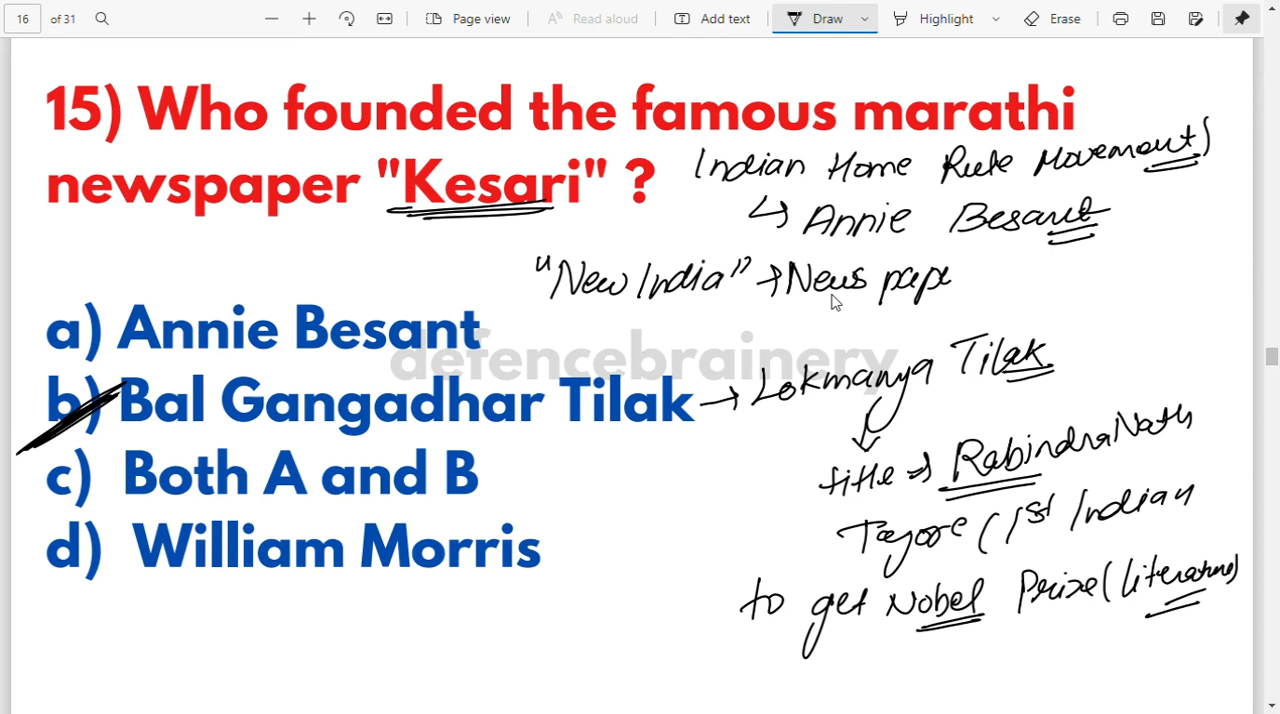 16 of 31 Page view Read aloud Add text Draw Highlight Erase
15) Who founded the famous marathi
newspaper "Kesari" ?
Indian Home Rule Movement)
↳ Annie Besant
"New India" → News pape
a) Annie Besant
defencebrainery
b) Bal Gangadhar Tilak → Lokmanya Tilak
c) Both A and B
title ⇒ RabindraNath
Tagore (1st Indian
d) William Morris
to get Nobel Prize (literature)